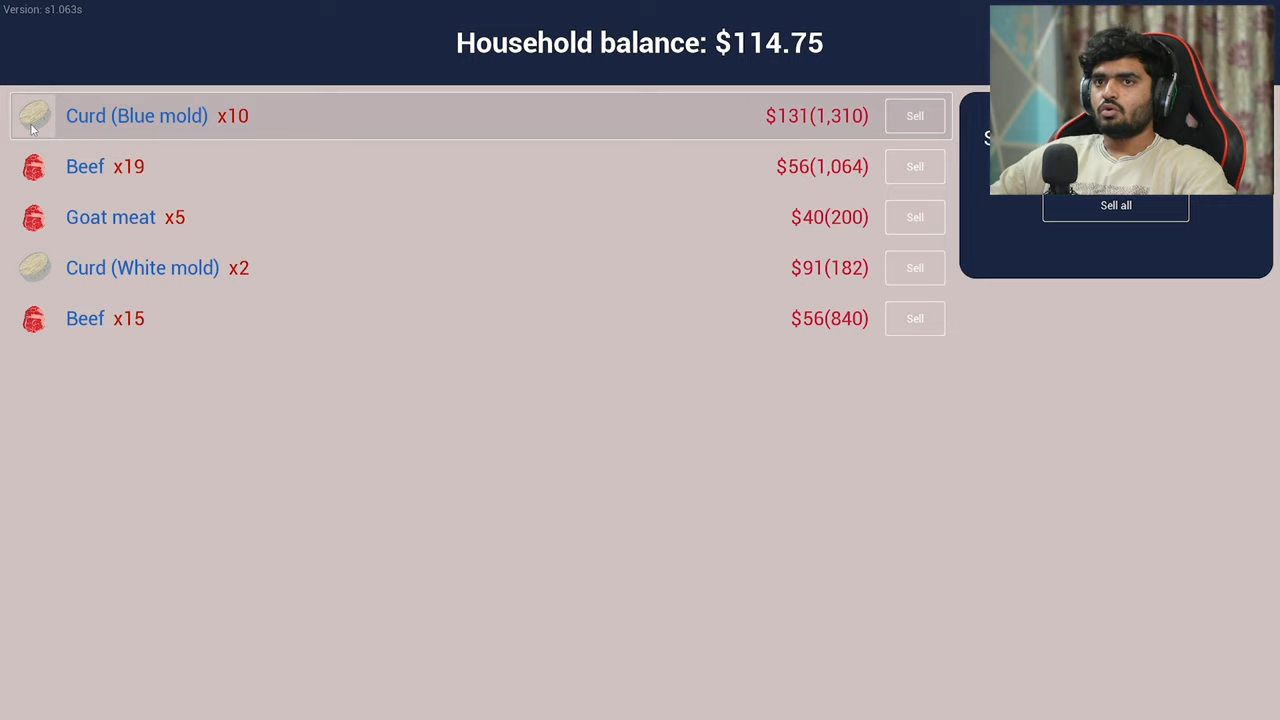 Version: s1.063s
Household balance: $114.75
Curd (Blue mold) x10 $131(1,310) Sell
Beef x19 $56(1,064) Sell
Goat meat x5 $40(200) Sell
Curd (White mold) x2 $91(182) Sell
Beef x15 $56(840) Sell
Sell all